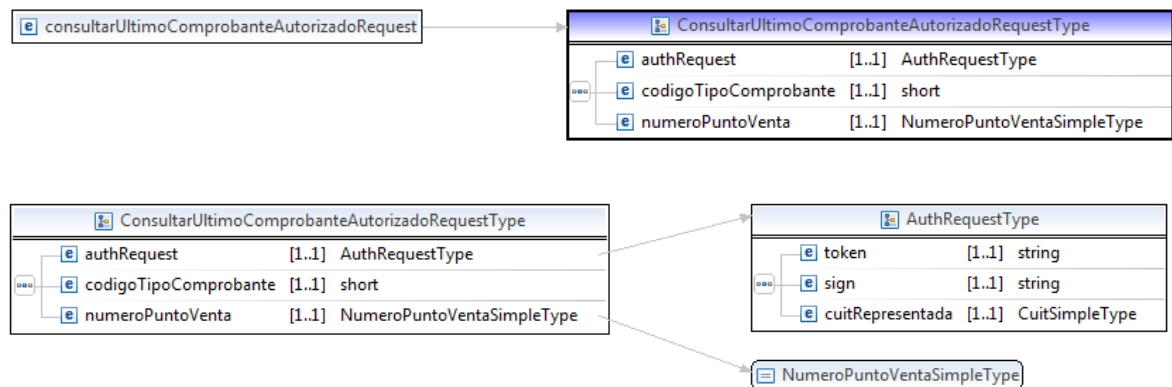 consultarUltimoComprobanteAutorizadoRequest
ConsultarUltimoComprobanteAutorizadoRequestType
e authRequest [1..1] AuthRequestType
e codigoTipoComprobante [1..1] short
e numeroPuntoVenta [1..1] NumeroPuntoVentaSimpleType
ConsultarUltimoComprobanteAutorizadoRequestType
e authRequest [1..1] AuthRequestType
e codigoTipoComprobante [1..1] short
e numeroPuntoVenta [1..1] NumeroPuntoVentaSimpleType
AuthRequestType
e token [1..1] string
e sign [1..1] string
e cuitRepresentada [1..1] CuitSimpleType
NumeroPuntoVentaSimpleType